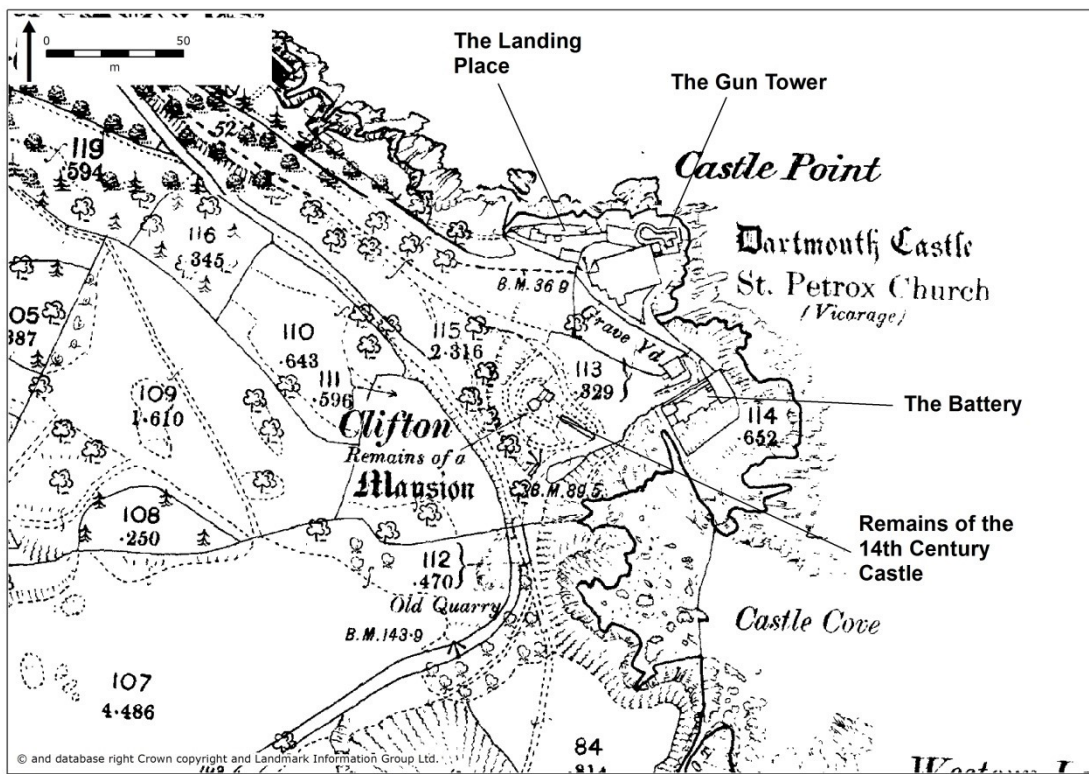 0 50
m
The Landing
Place
The Gun Tower
Castle Point
Dartmouth Castle
St. Petrox Church
(Vicarage)
52
119
.594
116
.345
B.M.36.9
Grave Yd.
105
.387
110
.643
115
2.316
113
.329
111
.596
109
1.610
The Battery
114
.652
Clifton
Remains of a
Mansion
B.M.89.5
108
.250
Remains of the
14th Century
Castle
112
.470
Old Quarry
Castle Cove
B.M.143.9
107
4.486
84
.814
© and database right Crown copyright and Landmark Information Group Ltd.